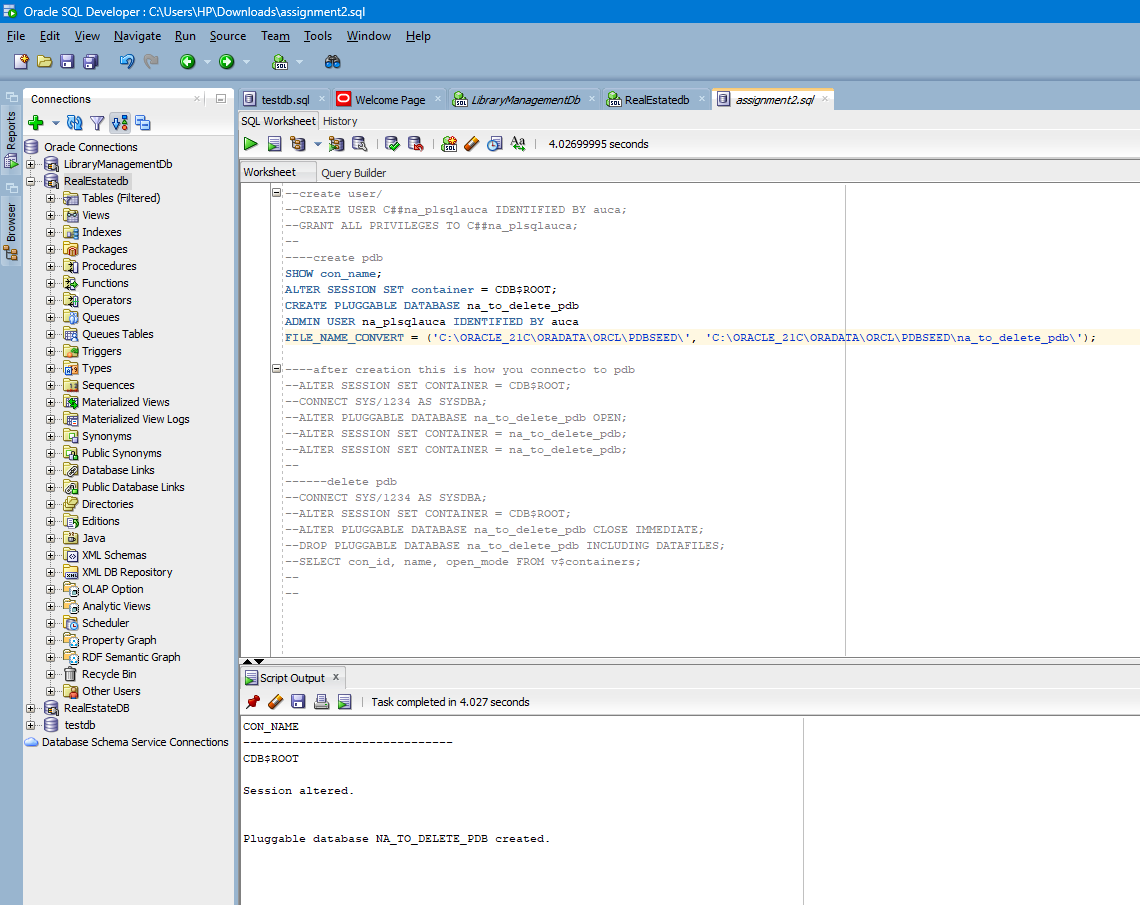 Oracle SQL Developer : C:\Users\HP\Downloads\assignment2.sql
File Edit View Navigate Run Source Team Tools Window Help
Connections
Reports
Browser
Oracle Connections
LibraryManagementDb
RealEstatedb
Tables (Filtered)
Views
Indexes
Packages
Procedures
Functions
Operators
Queues
Queues Tables
Triggers
Types
Sequences
Materialized Views
Materialized View Logs
Synonyms
Public Synonyms
Database Links
Public Database Links
Directories
Editions
Java
XML Schemas
XML DB Repository
OLAP Option
Analytic Views
Scheduler
Property Graph
RDF Semantic Graph
Recycle Bin
Other Users
RealEstateDB
testdb
Database Schema Service Connections
testdb.sql Welcome Page LibraryManagementDb RealEstatedb assignment2.sql
SQL Worksheet History
4.02699995 seconds
Worksheet Query Builder
--create user/
--CREATE USER C##na_plsqlauca IDENTIFIED BY auca;
--GRANT ALL PRIVILEGES TO C##na_plsqlauca;
--
----create pdb
SHOW con_name;
ALTER SESSION SET container = CDB$ROOT;
CREATE PLUGGABLE DATABASE na_to_delete_pdb
ADMIN USER na_plsqlauca IDENTIFIED BY auca
FILE_NAME_CONVERT = ('C:\ORACLE_21C\ORADATA\ORCL\PDBSEED\', 'C:\ORACLE_21C\ORADATA\ORCL\PDBSEED\na_to_delete_pdb\');
----after creation this is how you connecto to pdb
--ALTER SESSION SET CONTAINER = CDB$ROOT;
--CONNECT SYS/1234 AS SYSDBA;
--ALTER PLUGGABLE DATABASE na_to_delete_pdb OPEN;
--ALTER SESSION SET CONTAINER = na_to_delete_pdb;
--ALTER SESSION SET CONTAINER = na_to_delete_pdb;
--
------delete pdb
--CONNECT SYS/1234 AS SYSDBA;
--ALTER SESSION SET CONTAINER = CDB$ROOT;
--ALTER PLUGGABLE DATABASE na_to_delete_pdb CLOSE IMMEDIATE;
--DROP PLUGGABLE DATABASE na_to_delete_pdb INCLUDING DATAFILES;
--SELECT con_id, name, open_mode FROM v$containers;
--
--
Script Output
Task completed in 4.027 seconds
CON_NAME
------------------------------
CDB$ROOT
Session altered.
Pluggable database NA_TO_DELETE_PDB created.